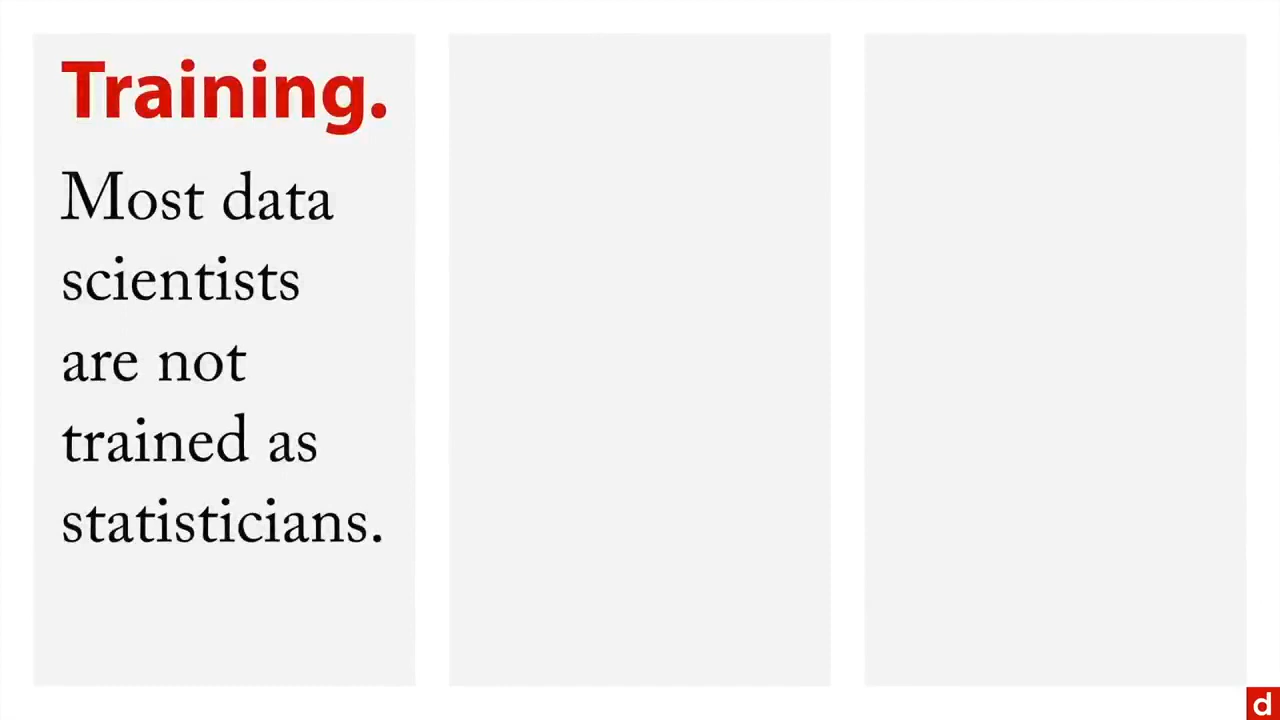 Training.
Most data
scientists
are not
trained as
statisticians.
d